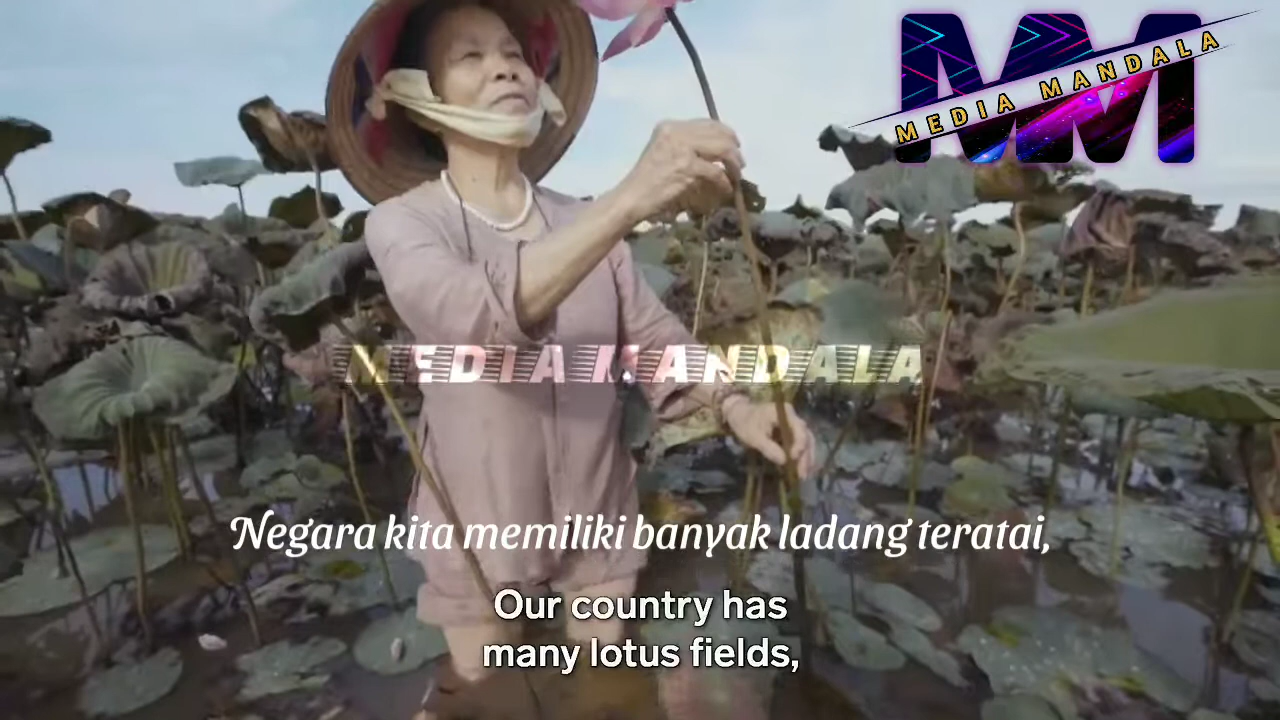 MEDIA MANDALA
MEDIA MANDALA
Negara kita memiliki banyak ladang teratai,
Our country has
many lotus fields,